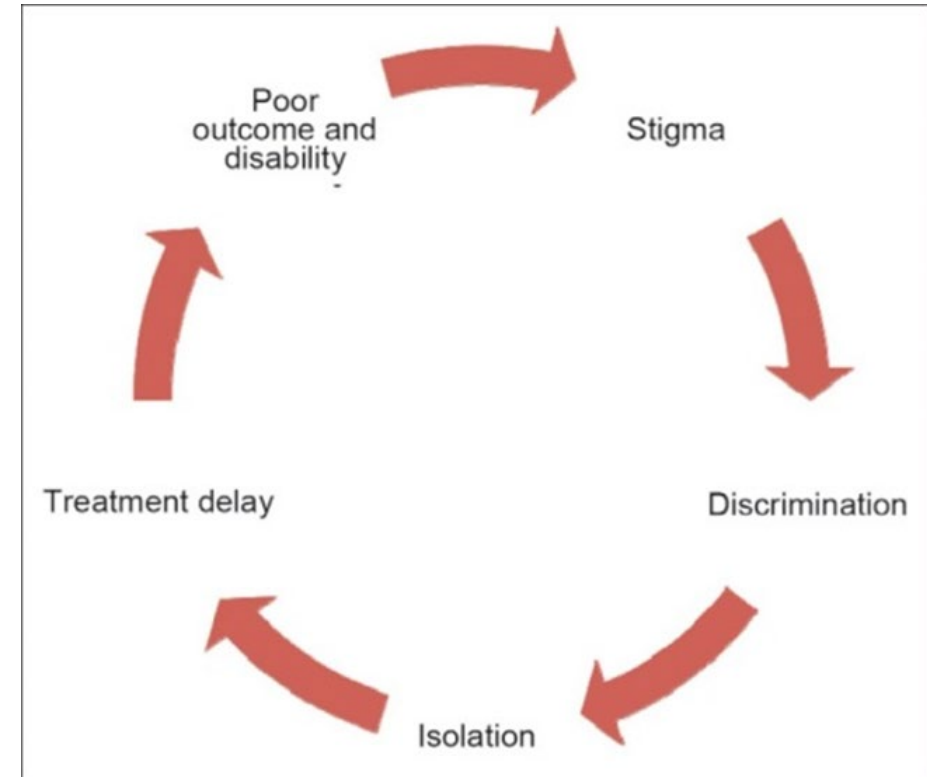 Poor
outcome and
disability
-
Stigma
Discrimination
Isolation
Treatment delay